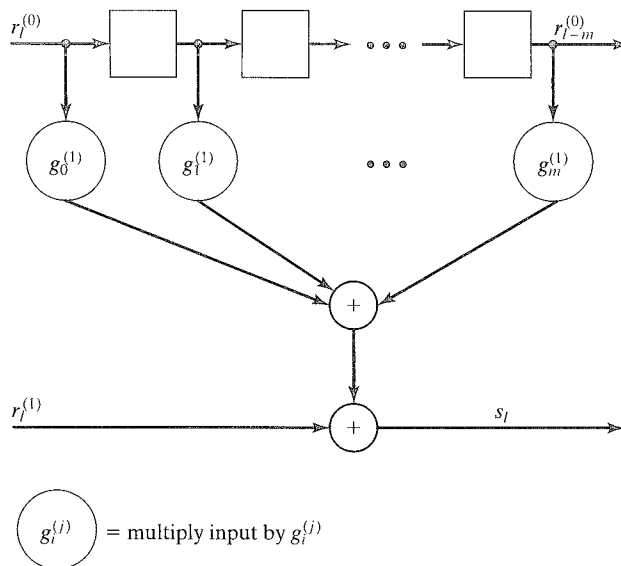 r_l^{(0)} r_{l-m}^{(0)}
g_0^{(1)} g_1^{(1)} g_m^{(1)}
+
r_l^{(1)} + s_l
g_i^{(j)} = multiply input by g_i^{(j)}